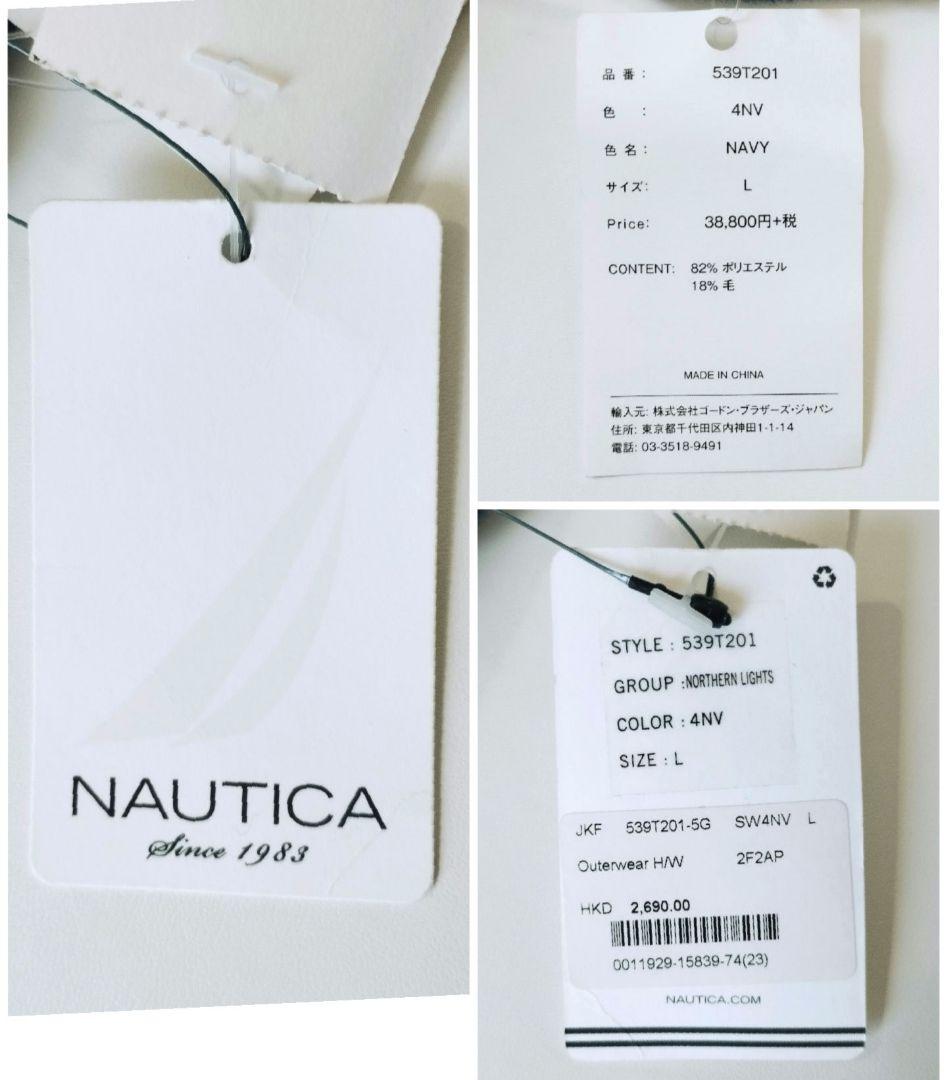 NAUTICA
Since 1983
品番: 539T201
色 : 4NV
色名: NAVY
サイズ: L
Price: 38,800円+税
CONTENT: 82% ポリエステル
18% 毛
MADE IN CHINA
輸入元: 株式会社ゴードン・ブラザーズ・ジャパン
住所: 東京都千代田区内神田1-1-14
電話: 03-3518-9491
STYLE : 539T201
GROUP :NORTHERN LIGHTS
COLOR : 4NV
SIZE : L
JKF 539T201-5G SW4NV L
Outerwear H/W 2F2AP
HKD 2,690.00
0011929-15839-74(23)
NAUTICA.COM